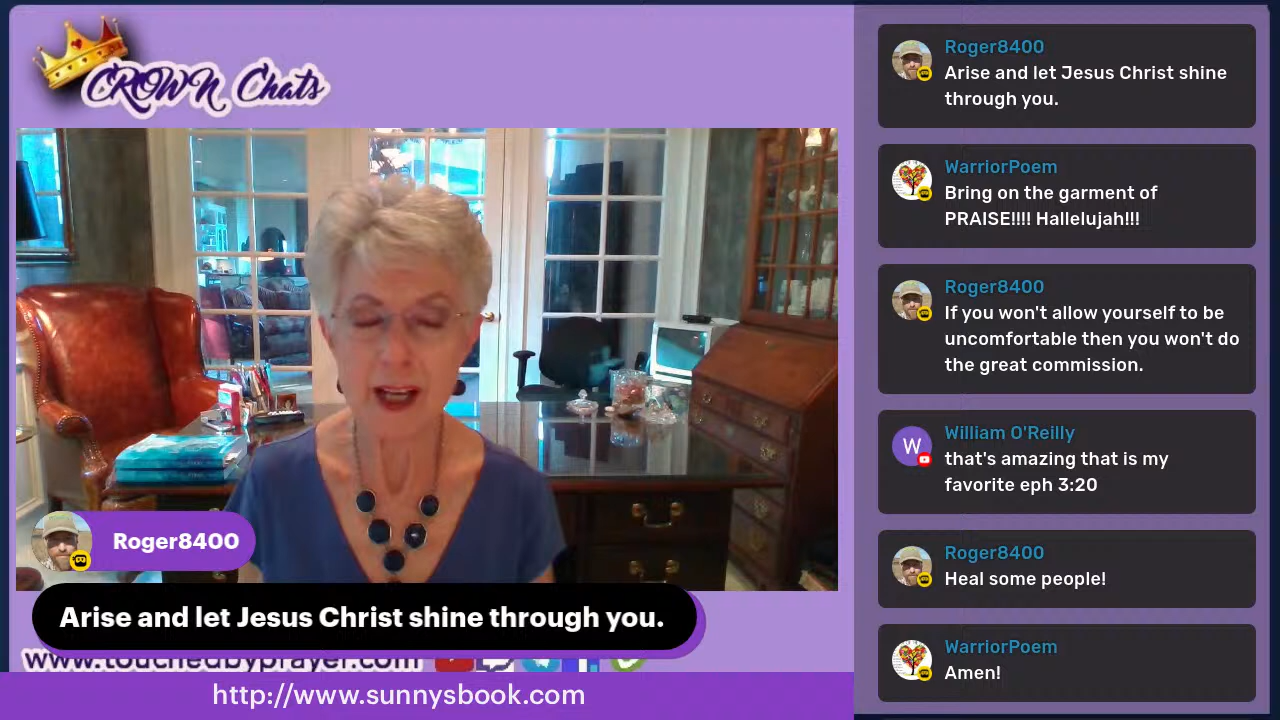 CROWN Chats
Roger8400
Arise and let Jesus Christ shine through you.
www.touchedbyprayer.com
http://www.sunnysbook.com
Roger8400
Arise and let Jesus Christ shine
through you.
WarriorPoem
Bring on the garment of
PRAISE!!!! Hallelujah!!!
Roger8400
If you won't allow yourself to be
uncomfortable then you won't do
the great commission.
W
William O'Reilly
that's amazing that is my
favorite eph 3:20
Roger8400
Heal some people!
WarriorPoem
Amen!